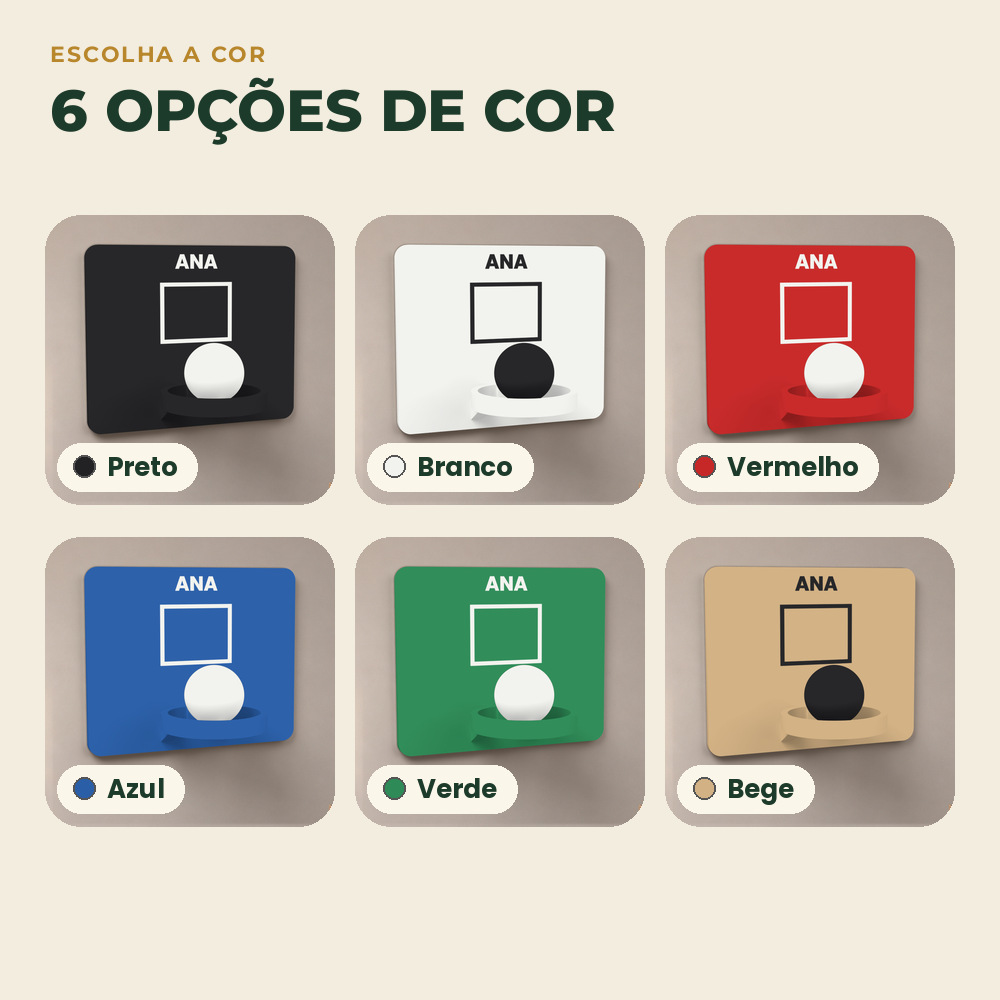 ESCOLHA A COR
6 OPÇÕES DE COR
ANA
ANA
ANA
Preto
Branco
Vermelho
ANA
ANA
ANA
Azul
Verde
Bege